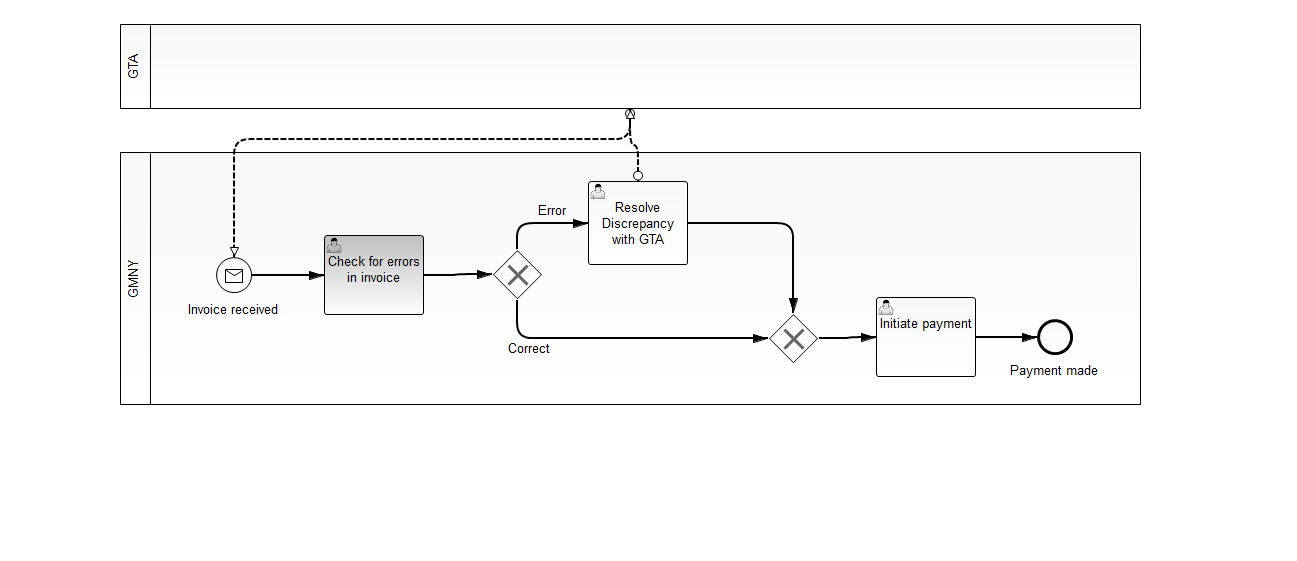 GTA
GMNY
Invoice received
Check for errors
in invoice
Error
Correct
Resolve
Discrepancy
with GTA
Initiate payment
Payment made